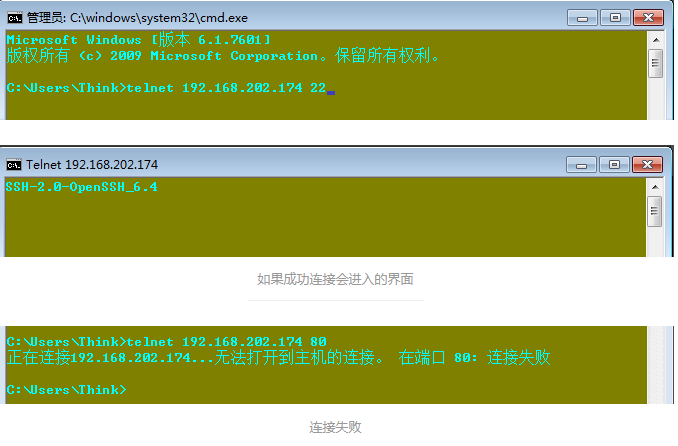 管理员: C:\windows\system32\cmd.exe
Microsoft Windows [版本 6.1.7601]
版权所有 (c) 2009 Microsoft Corporation。保留所有权利。
C:\Users\Think>telnet 192.168.202.174 22
Telnet 192.168.202.174
SSH-2.0-OpenSSH_6.4
如果成功连接会进入的界面
C:\Users\Think>telnet 192.168.202.174 80
正在连接192.168.202.174...无法打开到主机的连接。 在端口 80: 连接失败
C:\Users\Think>
连接失败